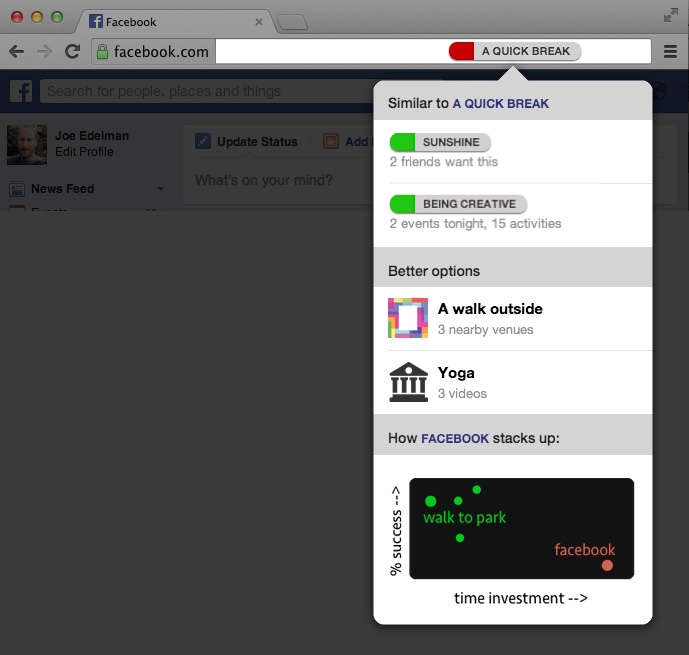 Facebook
facebook.com
A QUICK BREAK
Search for people, places and things
Similar to A QUICK BREAK
Joe Edelman
Edit Profile
Update Status
Add
SUNSHINE
2 friends want this
What's on your mind?
News Feed
BEING CREATIVE
Events
2 events tonight, 15 activities
Better options
A walk outside
3 nearby venues
Yoga
3 videos
How FACEBOOK stacks up:
% success -->
walk to park
facebook
time investment -->